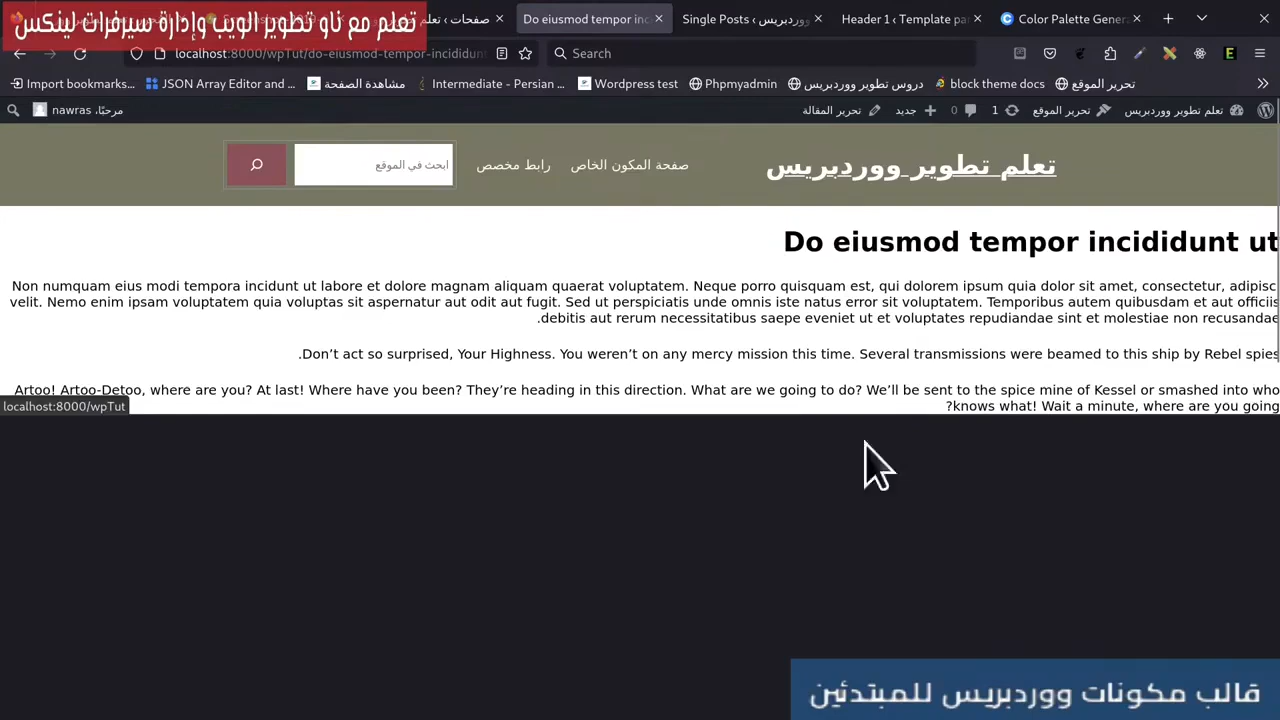 تعلم مع ناو تطوير الويب وإدارة سيرفرات لينكس
صفحات ‹ تعلم
Do eiusmod tempor inc
Single Posts ‹ ووردبريس
Header 1 ‹ Template pa
Color Palette Gener
localhost:8000/wpTut/do-eiusmod-tempor-incididunt
Search
Import bookmarks...
JSON Array Editor and ...
مشاهدة الصفحة
Intermediate - Persian ...
Wordpress test
Phpmyadmin
دروس تطوير ووردبريس
block theme docs
تحرير الموقع
تعلم تطوير ووردبريس
تحرير الموقع
1
0
جديد
تحرير المقالة
مرحبًا، nawras
تعلم تطوير ووردبريس
صفحة المكون الخاص
رابط مخصص
ابحث في الموقع
Do eiusmod tempor incididunt ut
Non numquam eius modi tempora incidunt ut labore et dolore magnam aliquam quaerat voluptatem. Neque porro quisquam est, qui dolorem ipsum quia dolor sit amet, consectetur, adipisc
velit. Nemo enim ipsam voluptatem quia voluptas sit aspernatur aut odit aut fugit. Sed ut perspiciatis unde omnis iste natus error sit voluptatem. Temporibus autem quibusdam et aut officiis
debitis aut rerum necessitatibus saepe eveniet ut et voluptates repudiandae sint et molestiae non recusandae.
Don’t act so surprised, Your Highness. You weren’t on any mercy mission this time. Several transmissions were beamed to this ship by Rebel spies.
Artoo! Artoo-Detoo, where are you? At last! Where have you been? They’re heading in this direction. What are we going to do? We’ll be sent to the spice mine of Kessel or smashed into who
knows what! Wait a minute, where are you going?
localhost:8000/wpTut
قالب مكونات ووردبريس للمبتدئين